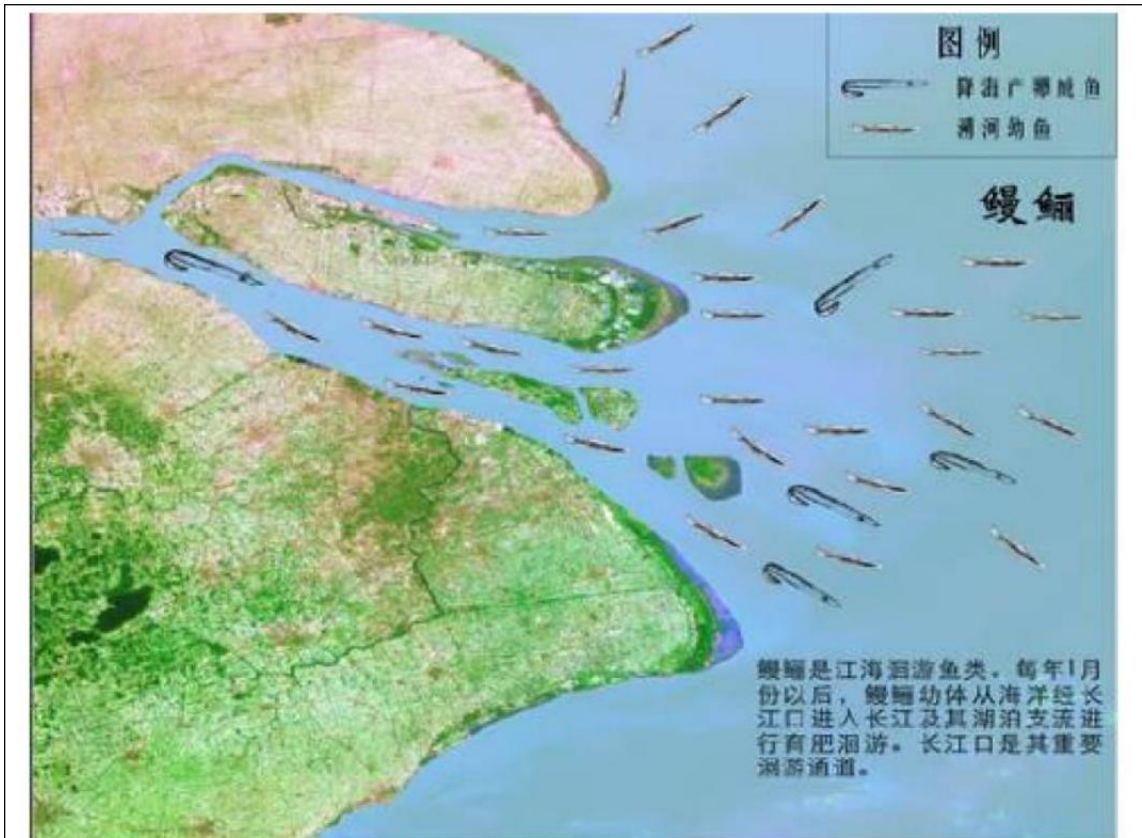 图例
降海产卵成鱼
溯河幼鱼
鳗鲡
鳗鲡是江海洄游鱼类。每年1月
份以后，鳗鲡幼体从海洋经长
江口进入长江及其湖泊支流进
行育肥洄游。长江口是其重要
洄游通道。